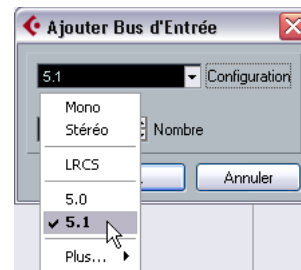 Ajouter Bus d'Entrée
5.1 Configuration
Mono
Stéréo Nombre
LRCS
Annuler
5.0
5.1
Plus...